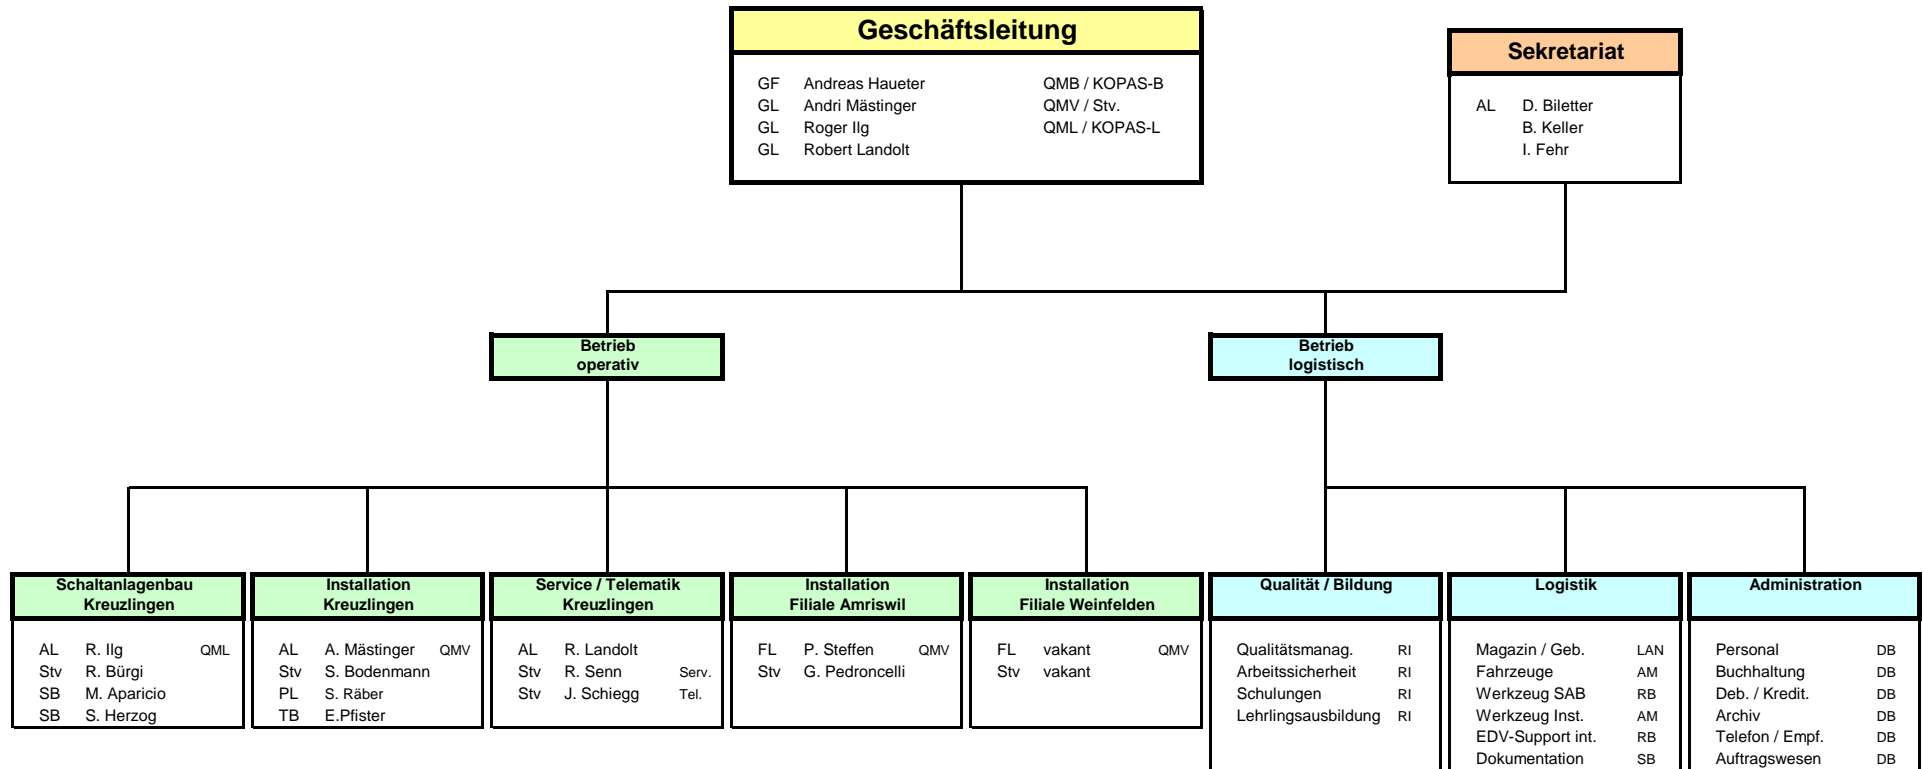 Geschäftsleitung
GF Andreas Haueter QMB / KOPAS-B
GL Andri Mästinger QMV / Stv.
GL Roger Ilg QML / KOPAS-L
GL Robert Landolt
Sekretariat
AL D. Biletter
B. Keller
I. Fehr
Betrieb
operativ
Betrieb
logistisch
Schaltanlagenbau
Kreuzlingen
AL R. Ilg QML
Stv R. Bürgi
SB M. Aparicio
SB S. Herzog
Installation
Kreuzlingen
AL A. Mästinger QMV
Stv S. Bodenmann
PL S. Räber
TB E.Pfister
Service / Telematik
Kreuzlingen
AL R. Landolt
Stv R. Senn Serv.
Stv J. Schiegg Tel.
Installation
Filiale Amriswil
FL P. Steffen QMV
Stv G. Pedroncelli
Installation
Filiale Weinfelden
FL vakant QMV
Stv vakant
Qualität / Bildung
Qualitätsmanag. RI
Arbeitssicherheit RI
Schulungen RI
Lehrlingsausbildung RI
Logistik
Magazin / Geb. LAN
Fahrzeuge AM
Werkzeug SAB RB
Werkzeug Inst. AM
EDV-Support int. RB
Dokumentation SB
Administration
Personal DB
Buchhaltung DB
Deb. / Kredit. DB
Archiv DB
Telefon / Empf. DB
Auftragswesen DB